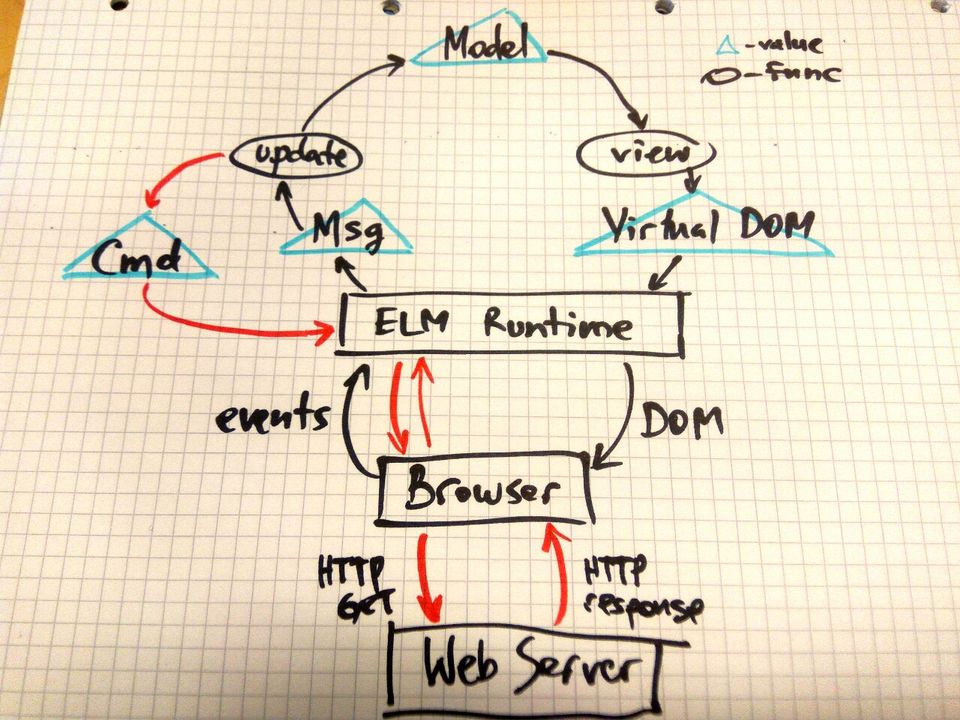 Model
△-value
○-func
update
view
Cmd
Msg
Virtual DOM
ELM Runtime
events
DOM
Browser
HTTP
GET
HTTP
response
Web Server